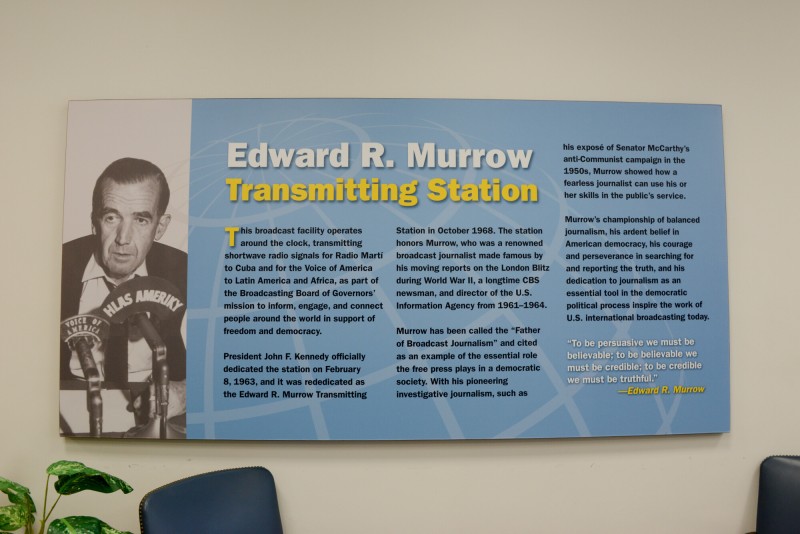 Edward R. Murrow
Transmitting Station
This broadcast facility operates
around the clock, transmitting
shortwave radio signals for Radio Martí
to Cuba and for the Voice of America
to Latin America and Africa, as part of
the Broadcasting Board of Governors'
mission to inform, engage, and connect
people around the world in support of
freedom and democracy.
President John F. Kennedy officially
dedicated the station on February
8, 1963, and it was rededicated as
the Edward R. Murrow Transmitting
Station in October 1968. The station
honors Murrow, who was a renowned
broadcast journalist made famous by
his moving reports on the London Blitz
during World War II, a longtime CBS
newsman, and director of the U.S.
Information Agency from 1961–1964.
Murrow has been called the “Father
of Broadcast Journalism” and cited
as an example of the essential role
the free press plays in a democratic
society. With his pioneering
investigative journalism, such as
his exposé of Senator McCarthy's
anti-Communist campaign in the
1950s, Murrow showed how a
fearless journalist can use his or
her skills in the public's service.
Murrow's championship of balanced
journalism, his ardent belief in
American democracy, his courage
and perseverance in searching for
and reporting the truth, and his
dedication to journalism as an
essential tool in the democratic
political process inspire the work of
U.S. international broadcasting today.
“To be persuasive we must be
believable; to be believable we
must be credible; to be credible
we must be truthful.”
—Edward R. Murrow
HLAS AMERIKY
VOICE OF
AMERICA